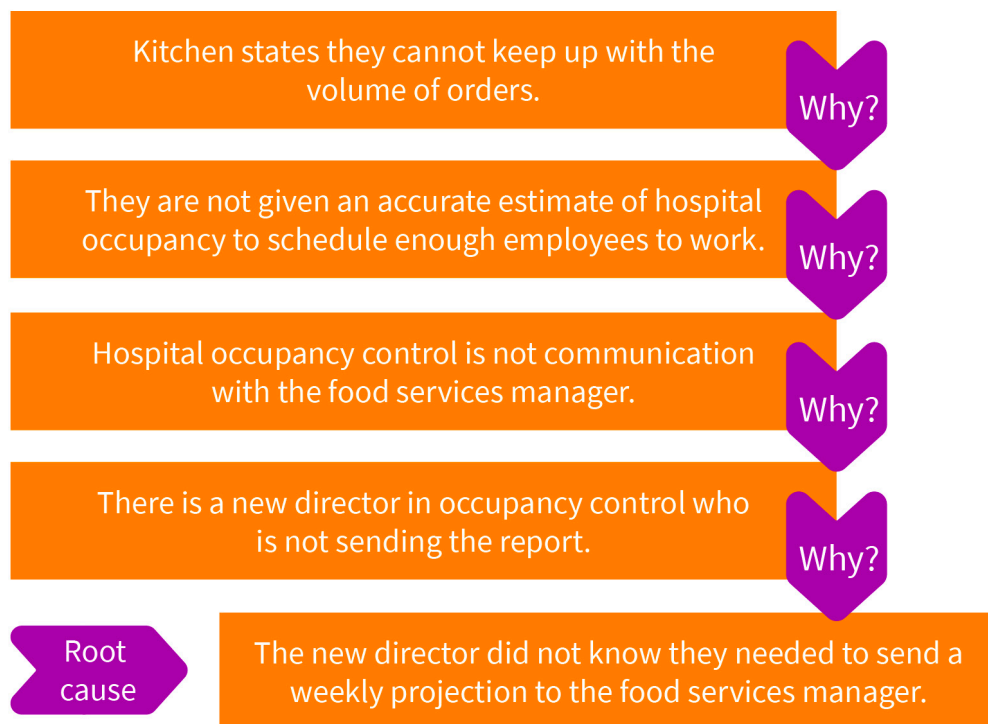 Kitchen states they cannot keep up with the
volume of orders.
Why?
They are not given an accurate estimate of hospital
occupancy to schedule enough employees to work.
Why?
Hospital occupancy control is not communication
with the food services manager.
Why?
There is a new director in occupancy control who
is not sending the report.
Why?
Root
cause
The new director did not know they needed to send a
weekly projection to the food services manager.